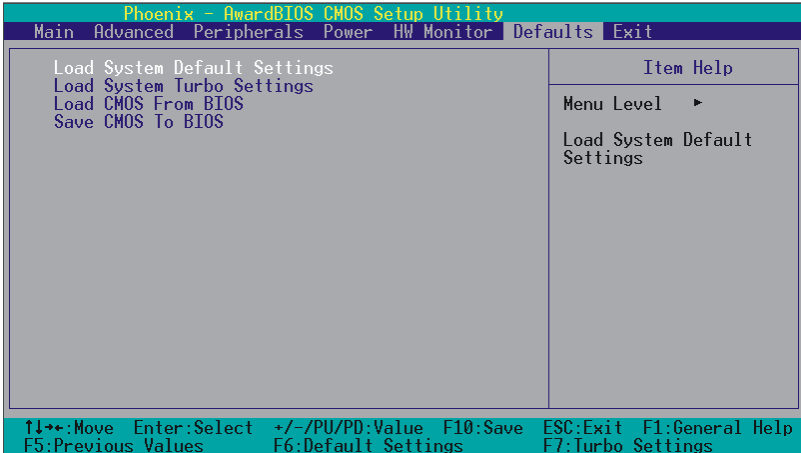 Phoenix - AwardBIOS CMOS Setup Utility
Main Advanced Peripherals Power HW Monitor Defaults Exit
Load System Default Settings
Load System Turbo Settings
Load CMOS From BIOS
Save CMOS To BIOS
Item Help
Menu Level ►
Load System Default
Settings
↑↓→←:Move Enter:Select +/-/PU/PD:Value F10:Save ESC:Exit F1:General Help
F5:Previous Values F6:Default Settings F7:Turbo Settings